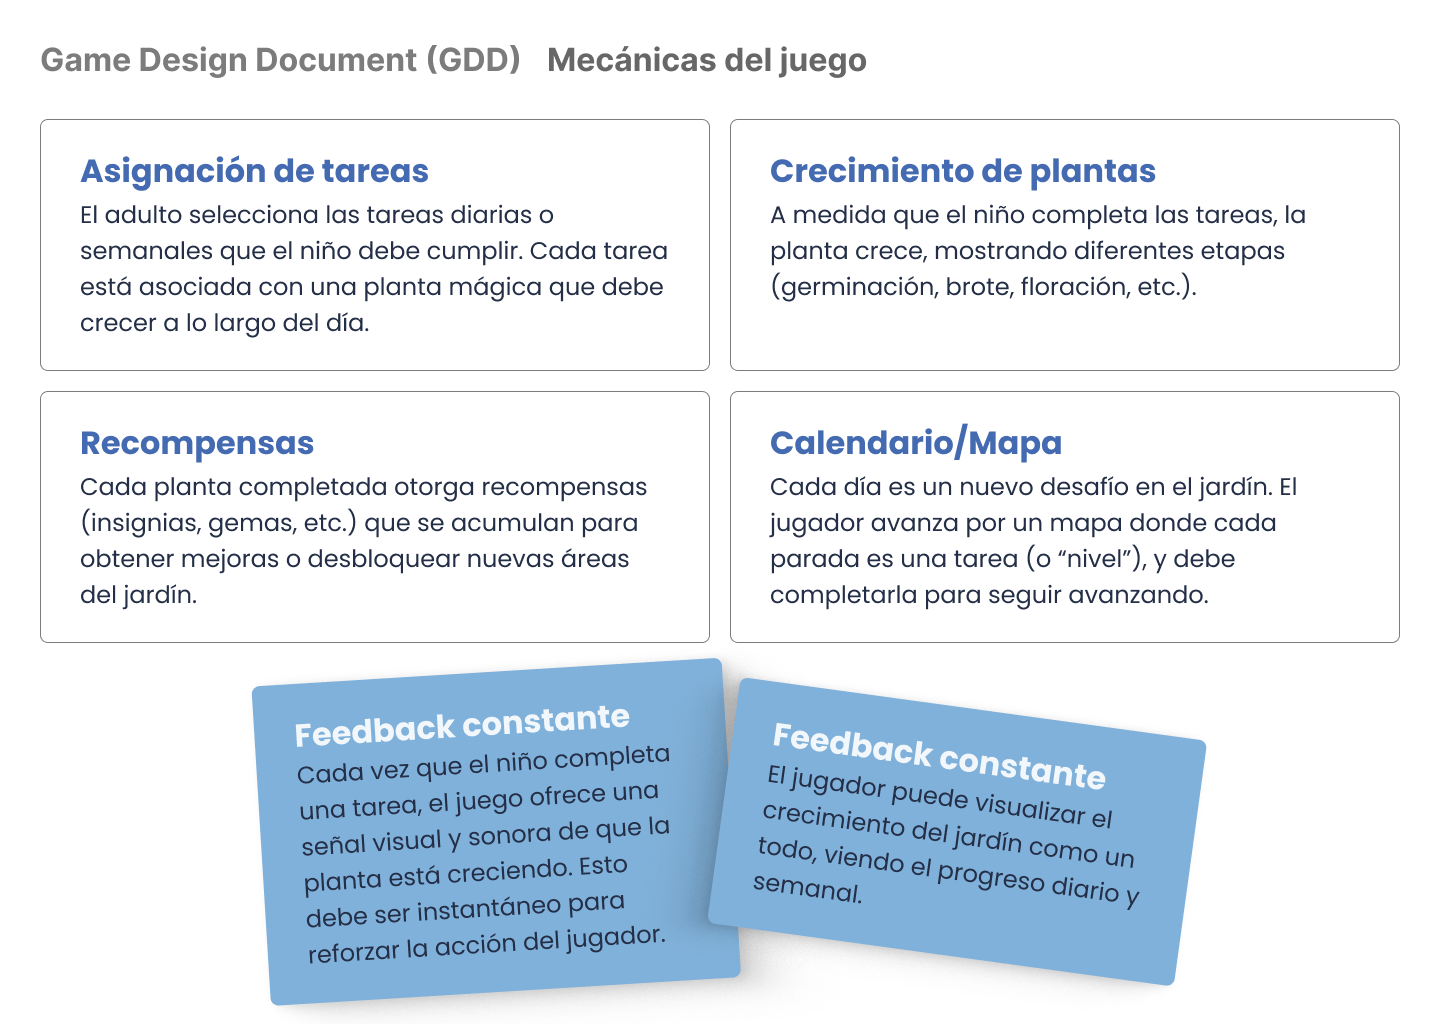 Game Design Document (GDD) Mecánicas del juego
Asignación de tareas
El adulto selecciona las tareas diarias o
semanales que el niño debe cumplir. Cada tarea
está asociada con una planta mágica que debe
crecer a lo largo del día.
Crecimiento de plantas
A medida que el niño completa las tareas, la
planta crece, mostrando diferentes etapas
(germinación, brote, floración, etc.).
Recompensas
Cada planta completada otorga recompensas
(insignias, gemas, etc.) que se acumulan para
obtener mejoras o desbloquear nuevas áreas
del jardín.
Calendario/Mapa
Cada día es un nuevo desafío en el jardín. El
jugador avanza por un mapa donde cada
parada es una tarea (o “nivel”), y debe
completarla para seguir avanzando.
Feedback constante
Cada vez que el niño completa
una tarea, el juego ofrece una
señal visual y sonora de que la
planta está creciendo. Esto
debe ser instantáneo para
reforzar la acción del jugador.
Feedback constante
El jugador puede visualizar el
crecimiento del jardín como un
todo, viendo el progreso diario y
semanal.